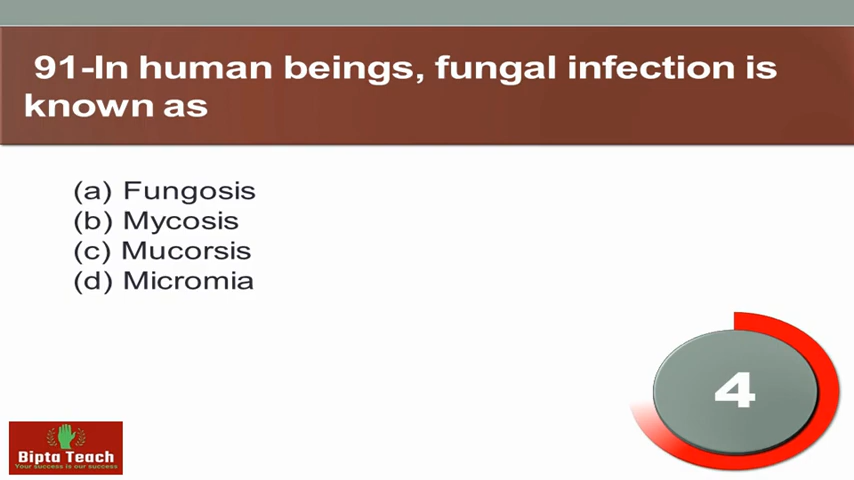 91-In human beings, fungal infection is
known as
(a) Fungosis
(b) Mycosis
(c) Mucorsis
(d) Micromia
4
Bipta Teach
Your success is our success